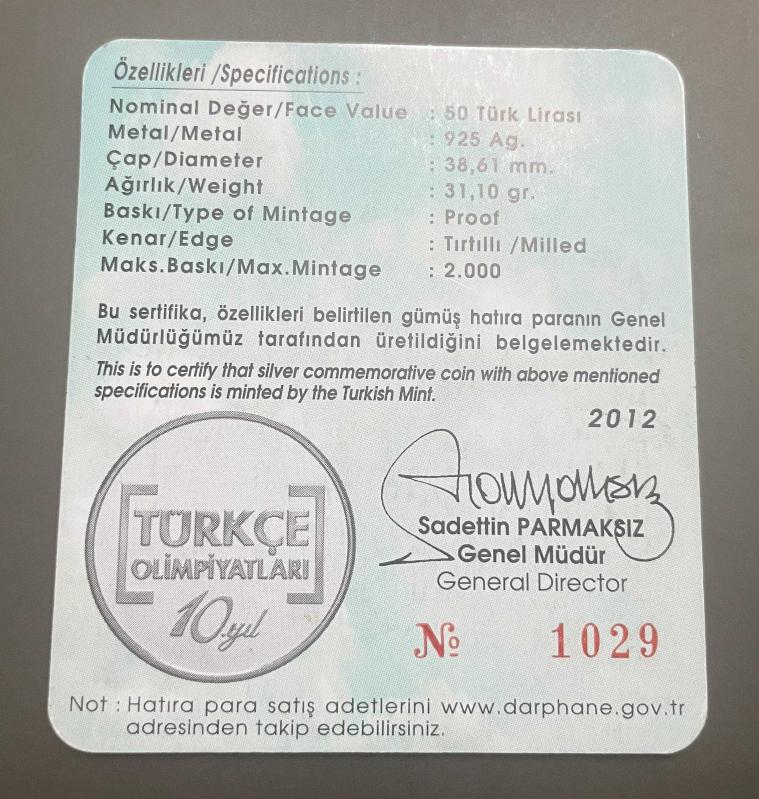 Özellikleri /Specifications :
Nominal Değer/Face Value : 50 Türk Lirası
Metal/Metal : 925 Ag.
Çap/Diameter : 38,61 mm.
Ağırlık/Weight : 31,10 gr.
Baskı/Type of Mintage : Proof
Kenar/Edge : Tırtıllı /Milled
Maks.Baskı/Max.Mintage : 2.000
Bu sertifika, özellikleri belirtilen gümüş hatıra paranın Genel
Müdürlüğümüz tarafından üretildiğini belgelemektedir.
This is to certify that silver commemorative coin with above mentioned
specifications is minted by the Turkish Mint.
2012
TÜRKÇE
OLİMPİYATLARI
10.yıl
Sadettin PARMAKSIZ
Genel Müdür
General Director
№ 1029
Not : Hatıra para satış adetlerini www.darphane.gov.tr
adresinden takip edebilirsiniz.